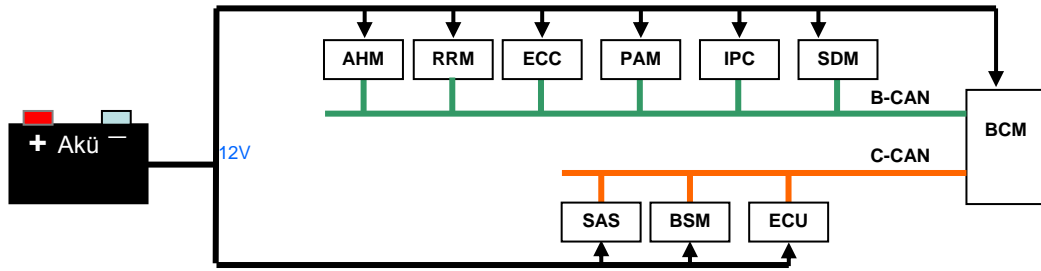 AHM
RRM
ECC
PAM
IPC
SDM
B-CAN
BCM
+ Akü −
12V
C-CAN
SAS
BSM
ECU